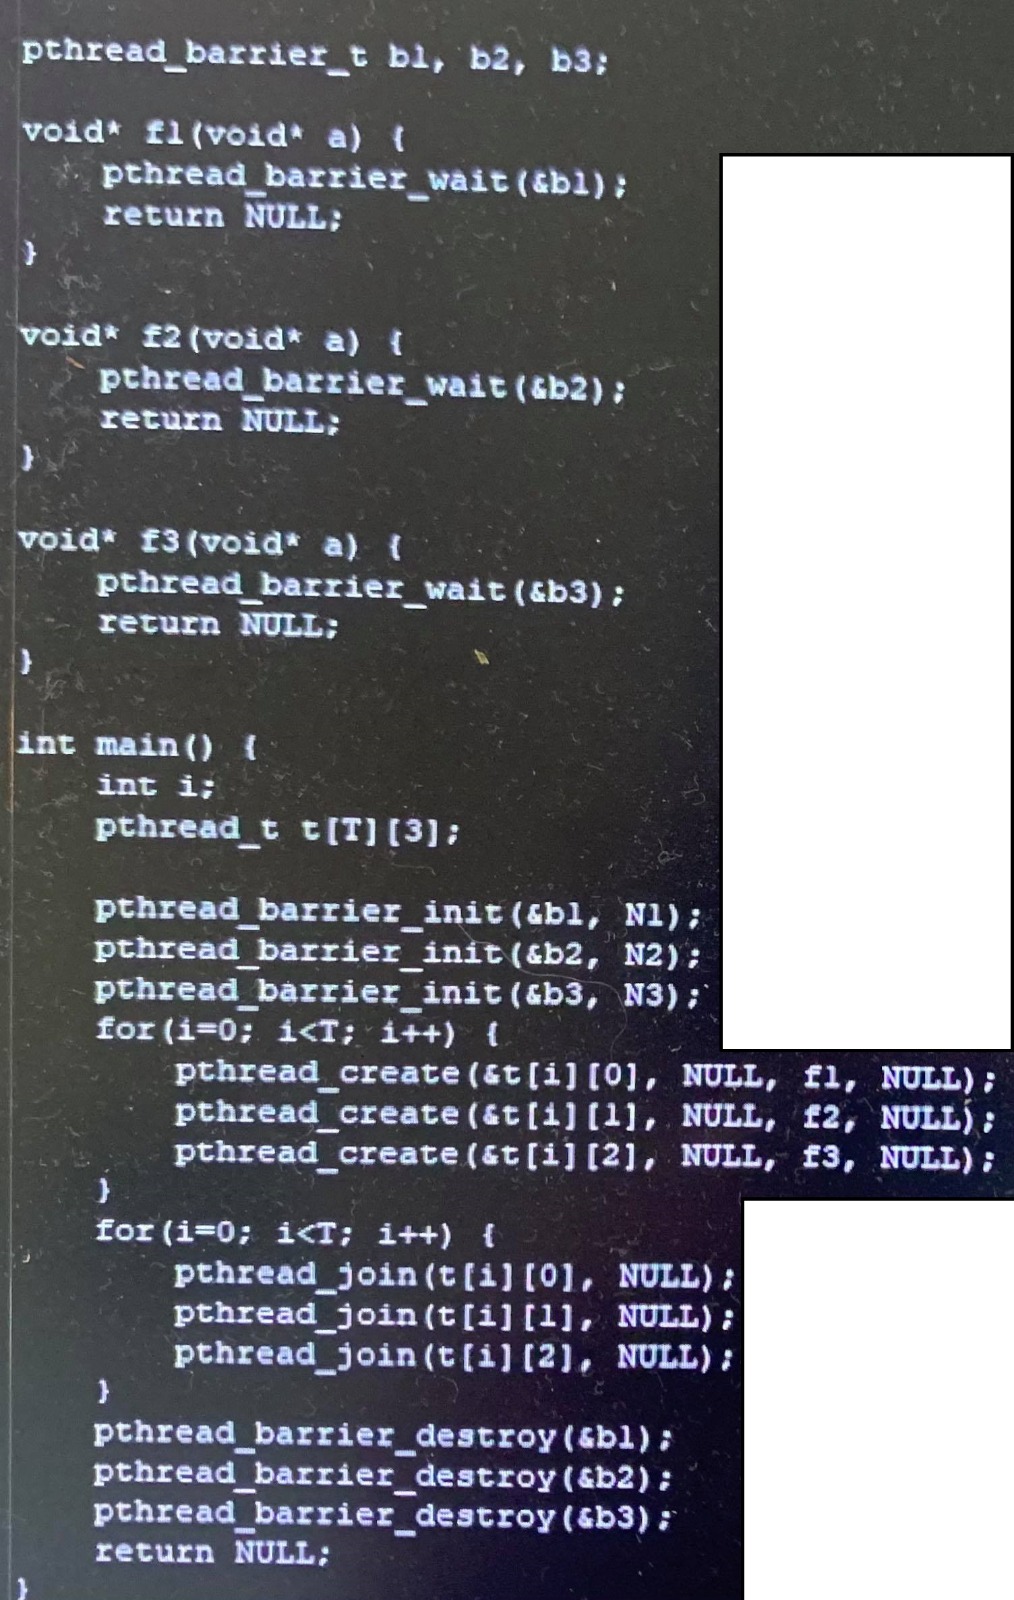 pthread_barrier_t b1, b2, b3;
void* f1(void* a) {
pthread_barrier_wait(&b1);
return NULL;
}
void* f2(void* a) {
pthread_barrier_wait(&b2);
return NULL;
}
void* f3(void* a) {
pthread_barrier_wait(&b3);
return NULL;
}
int main() {
int i;
pthread_t t[T][3];
pthread_barrier_init(&b1, N1);
pthread_barrier_init(&b2, N2);
pthread_barrier_init(&b3, N3);
for(i=0; i<T; i++) {
pthread_create(&t[i][0], NULL, f1, NULL);
pthread_create(&t[i][1], NULL, f2, NULL);
pthread_create(&t[i][2], NULL, f3, NULL);
}
for(i=0; i<T; i++) {
pthread_join(t[i][0], NULL);
pthread_join(t[i][1], NULL);
pthread_join(t[i][2], NULL);
}
pthread_barrier_destroy(&b1);
pthread_barrier_destroy(&b2);
pthread_barrier_destroy(&b3);
return NULL;
}